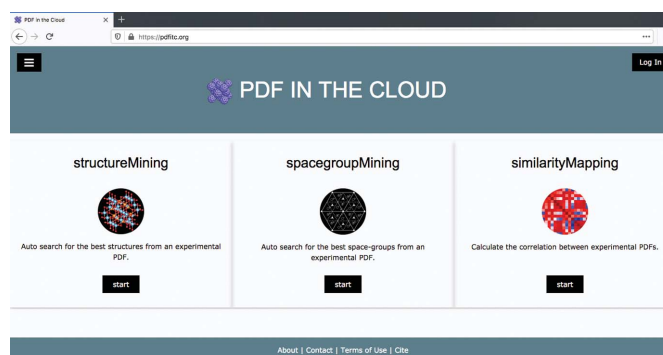 PDF in the Cloud
https://pdfitc.org
Log In
PDF IN THE CLOUD
structureMining
Auto search for the best structures from an experimental
PDF.
start
spacegroupMining
Auto search for the best space-groups from an
experimental PDF.
start
similarityMapping
Calculate the correlation between experimental PDFs.
start
About | Contact | Terms of Use | Cite